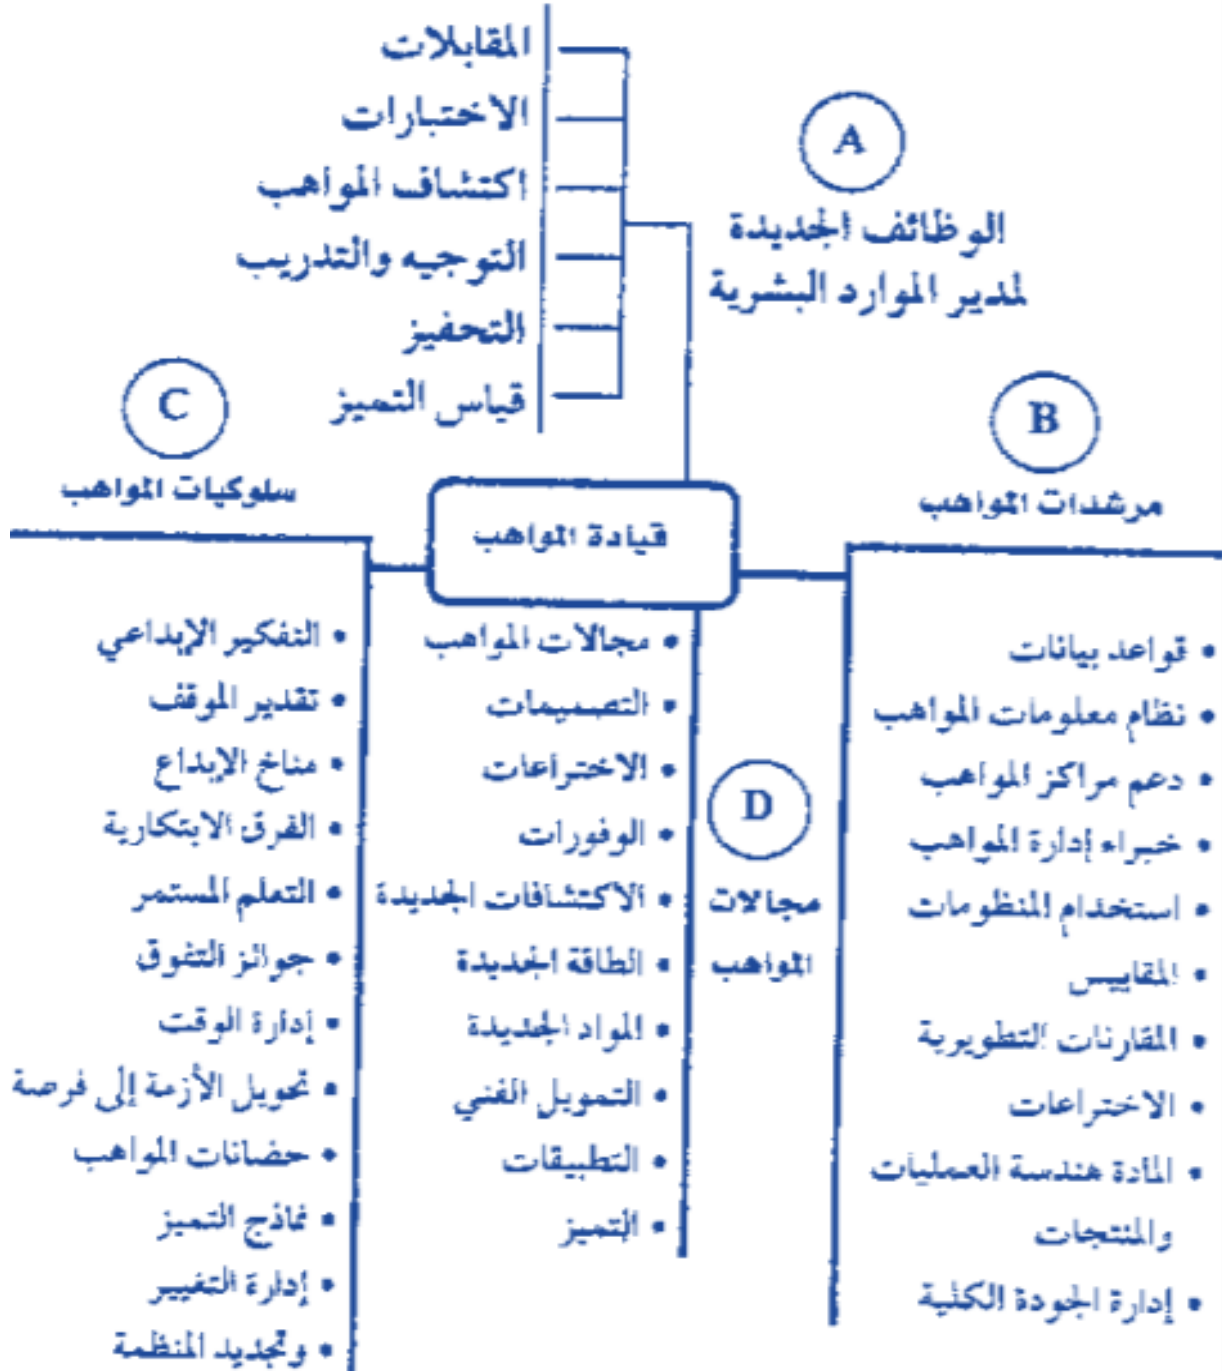 A
الوظائف الجديدة
لمدير الموارد البشرية
المقابلات
الاختبارات
اكتشاف المواهب
التوجيه والتدريب
التحفيز
قياس التميز
قيادة المواهب
B
مرشدات المواهب
• قواعد بيانات
• نظام معلومات المواهب
• دعم مراكز المواهب
• خبراء إدارة المواهب
• استخدام المنظومات
• المقاييس
• المقارنات التطويرية
• الاختراعات
• المادة هندسة العمليات
والمنتجات
• إدارة الجودة الكلية
D
مجالات
المواهب
• مجالات المواهب
• التصميمات
• الاختراعات
• الوفورات
• الاكتشافات الجديدة
• الطاقة الجديدة
• المواد الجديدة
• التمويل الفني
• التطبيقات
• التميز
C
سلوكيات المواهب
• التفكير الإبداعي
• تقدير الموقف
• مناخ الإبداع
• الفرق الابتكارية
• التعلم المستمر
• جوائز التفوق
• إدارة الوقت
• تحويل الأزمة إلى فرصة
• حضانات المواهب
• نماذج التميز
• إدارة التغيير
• وتجديد المنظمة